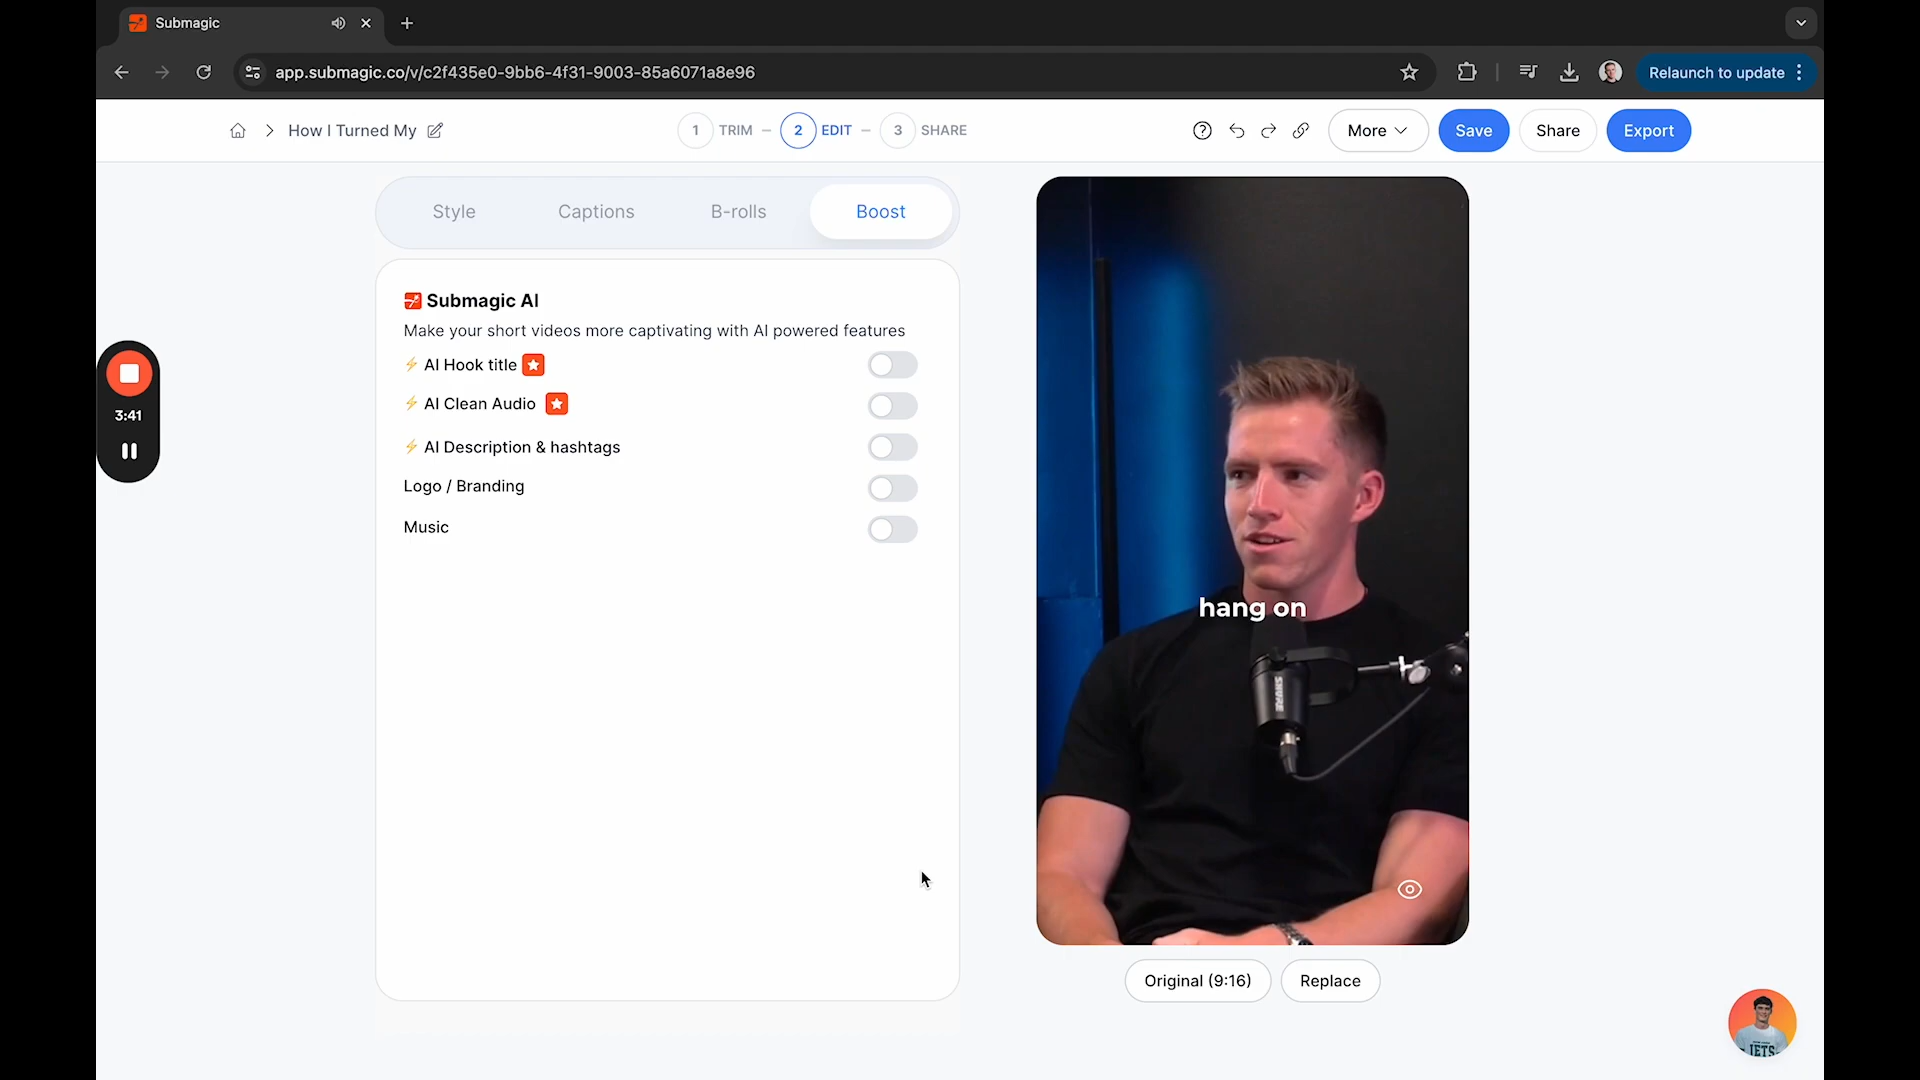 Submagic
app.submagic.co/v/c2f435e0-9bb6-4f31-9003-85a6071a8e96
Relaunch to update
How I Turned My
1 TRIM – 2 EDIT – 3 SHARE
More
Save
Share
Export
Style
Captions
B-rolls
Boost
Submagic AI
Make your short videos more captivating with AI powered features
AI Hook title
AI Clean Audio
AI Description & hashtags
Logo / Branding
Music
3:41
hang on
SHURE
Original (9:16)
Replace
JETS